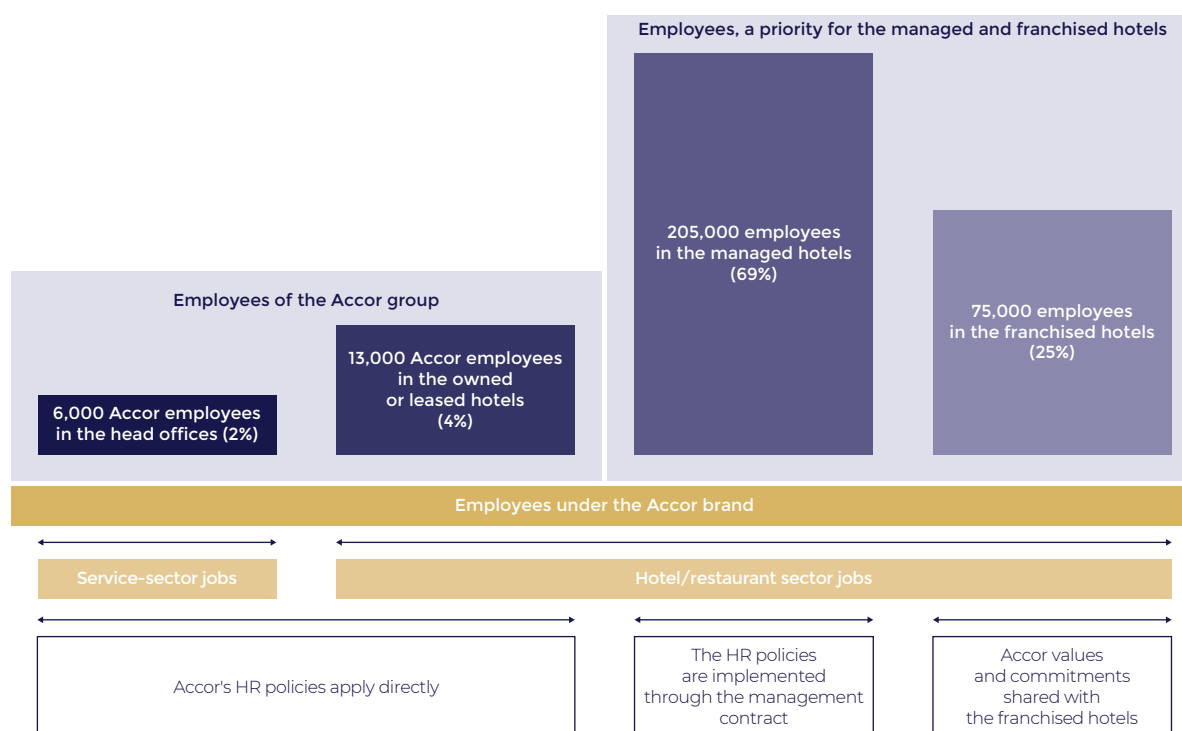 Employees, a priority for the managed and franchised hotels
205,000 employees
in the managed hotels
(69%)
75,000 employees
in the franchised hotels
(25%)
Employees of the Accor group
13,000 Accor employees
in the owned
or leased hotels
(4%)
6,000 Accor employees
in the head offices (2%)
Employees under the Accor brand
Service-sector jobs
Hotel/restaurant sector jobs
Accor's HR policies apply directly
The HR policies
are implemented
through the management
contract
Accor values
and commitments
shared with
the franchised hotels